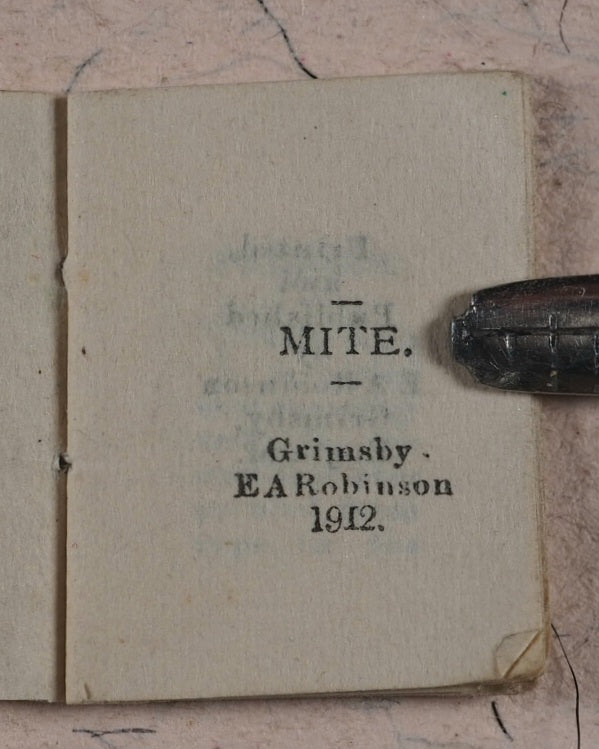 MITE.
Grimsby.
E A Robinson
1912.